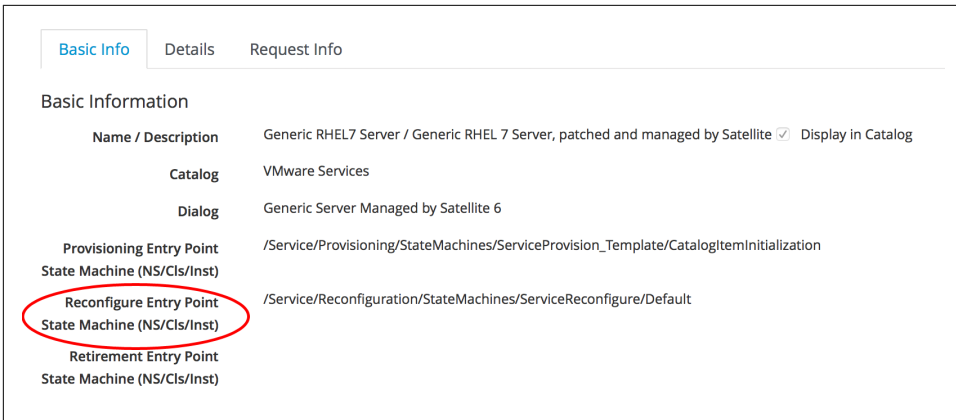 Basic Info Details Request Info
Basic Information
Name / Description Generic RHEL7 Server / Generic RHEL 7 Server, patched and managed by Satellite Display in Catalog
Catalog VMware Services
Dialog Generic Server Managed by Satellite 6
Provisioning Entry Point /Service/Provisioning/StateMachines/ServiceProvision_Template/CatalogItemInitialization
State Machine (NS/Cls/Inst)
Reconfigure Entry Point /Service/Reconfiguration/StateMachines/ServiceReconfigure/Default
State Machine (NS/Cls/Inst)
Retirement Entry Point
State Machine (NS/Cls/Inst)